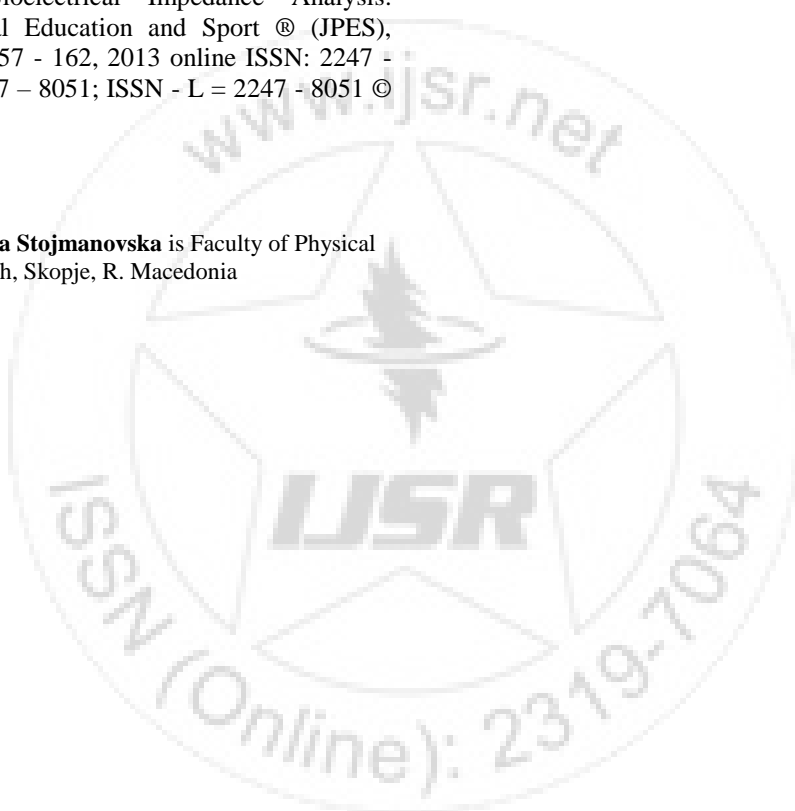 Impedance Analysis.
Education and Sport ® (JPES),
57 - 162, 2013 online ISSN: 2247 -
7 – 8051; ISSN - L = 2247 - 8051 ©
www.ijsr.net
a Stojmanovska is Faculty of Physical
h, Skopje, R. Macedonia
IJSR
ISSN (Online): 2319-7064